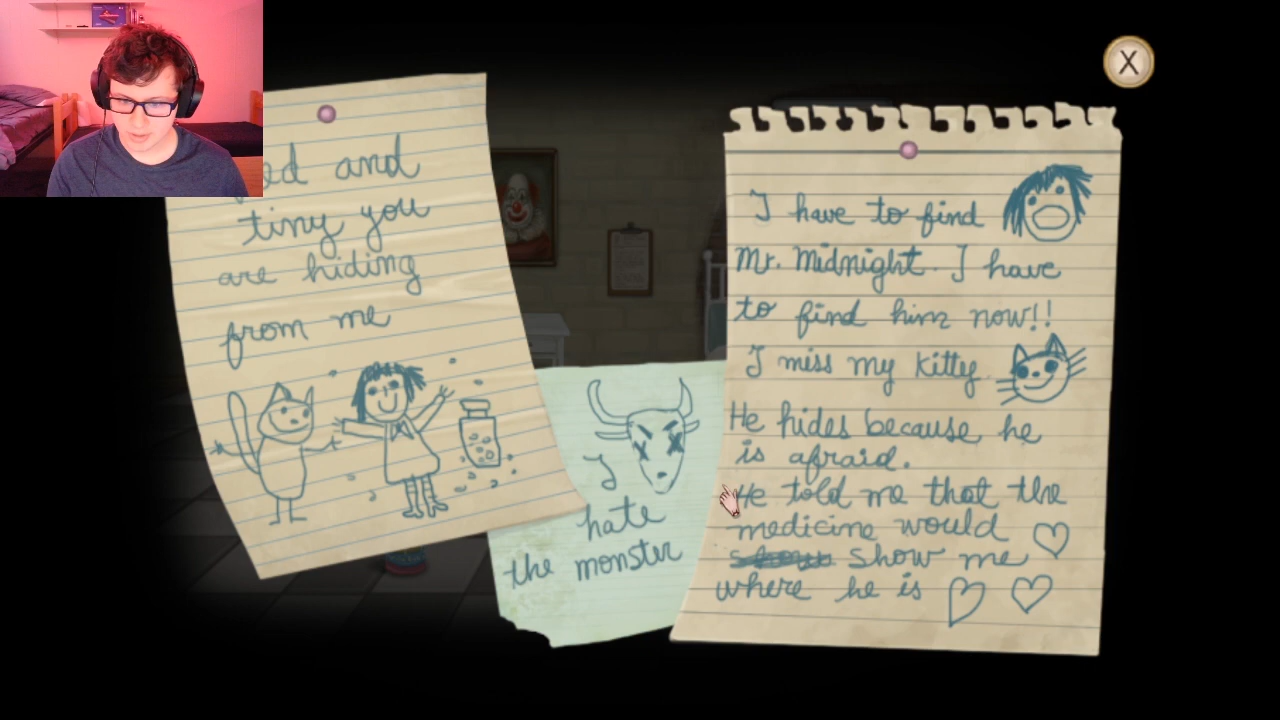 and
tiny you
are hiding
from me
I
hate
the monster
I have to find
Mr. Midnight. I have
to find him now!!
I miss my kitty.
He hides because he
is afraid.
He told me that the
medicine would
show me
where he is
X